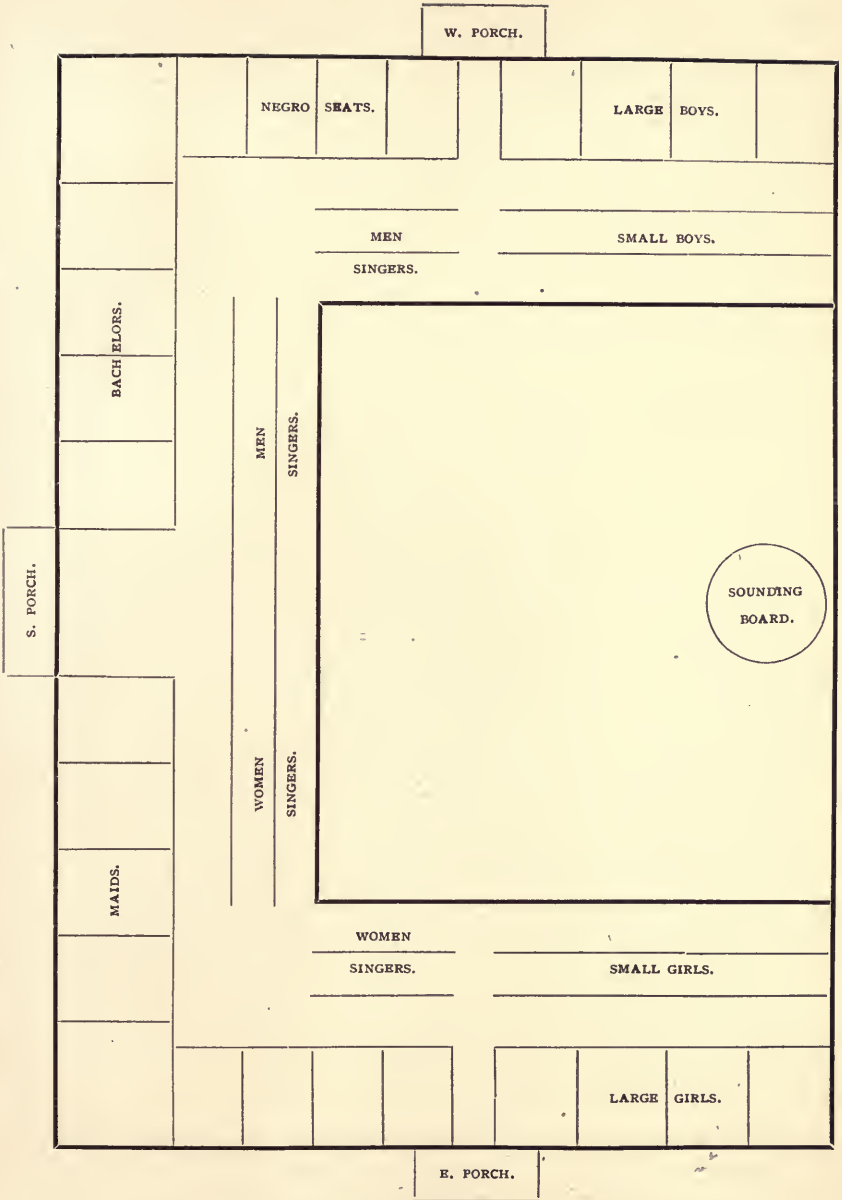 W. PORCH.
NEGRO SEATS.
LARGE BOYS.
MEN
SINGERS.
SMALL BOYS.
BACHELORS.
MEN
SINGERS.
S. PORCH.
SOUNDING
BOARD.
WOMEN
SINGERS.
MAIDS.
WOMEN
SINGERS.
SMALL GIRLS.
LARGE GIRLS.
E. PORCH.